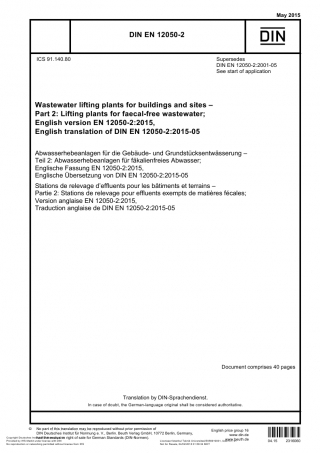 May 2015
DIN EN 12050-2
DIN
ICS 91.140.80
Supersedes
DIN EN 12050-2:2001-05
See start of application
Wastewater lifting plants for buildings and sites –
Part 2: Lifting plants for faecal-free wastewater;
English version EN 12050-2:2015,
English translation of DIN EN 12050-2:2015-05
Abwasserhebeanlagen für die Gebäude- und Grundstücksentwässerung –
Teil 2: Abwasserhebeanlagen für fäkalienfreies Abwasser;
Englische Fassung EN 12050-2:2015,
Englische Übersetzung von DIN EN 12050-2:2015-05
Stations de relevage d’effluents pour les bâtiments et terrains –
Partie 2: Stations de relevage pour effluents exempts de matières fécales;
Version anglaise EN 12050-2:2015,
Traduction anglaise de DIN EN 12050-2:2015-05
Document comprises 40 pages
Translation by DIN-Sprachendienst.
In case of doubt, the German-language original shall be considered authoritative.
© No part of this translation may be reproduced without prior permission of
DIN Deutsches Institut für Normung e. V., Berlin. Beuth Verlag GmbH, 10772 Berlin, Germany,
has the exclusive right of sale for German Standards (DIN-Normen).
English price group 16
www.din.de
www.beuth.de